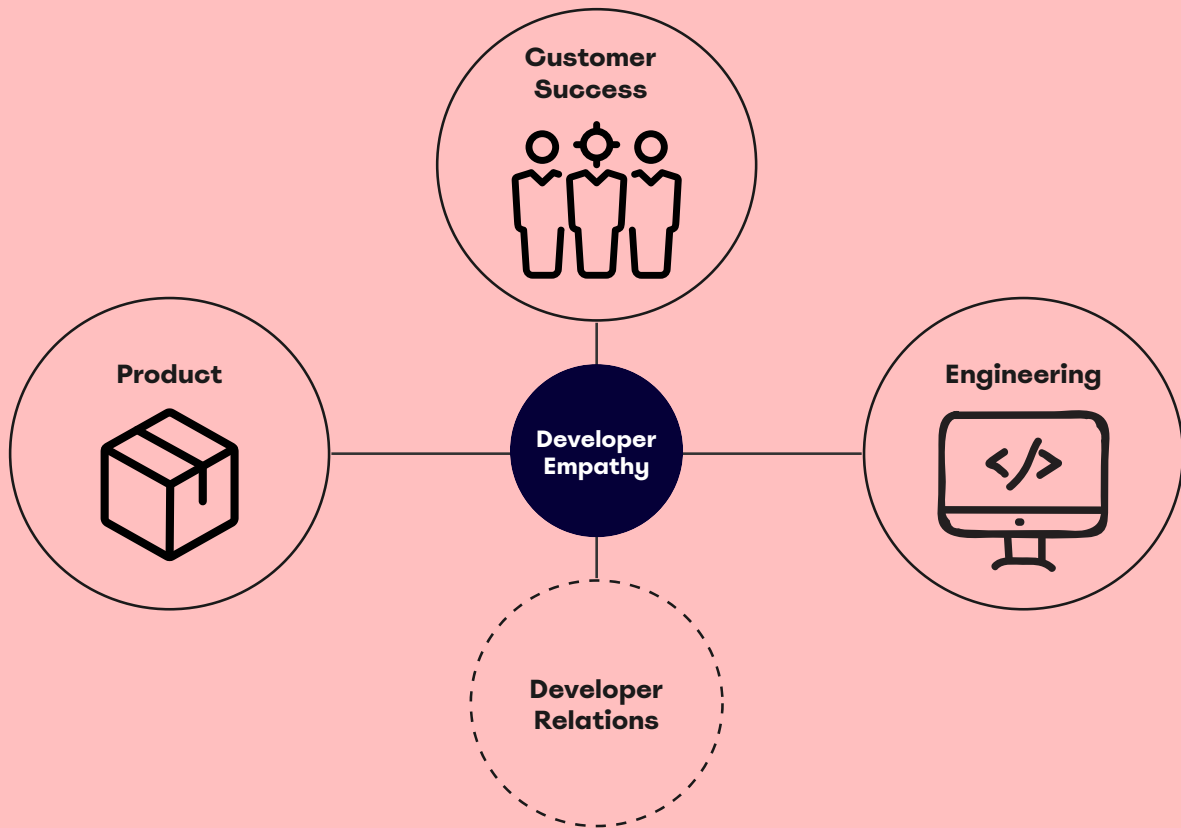 Customer
Success
Product
Engineering
Developer
Empathy
</>
Developer
Relations